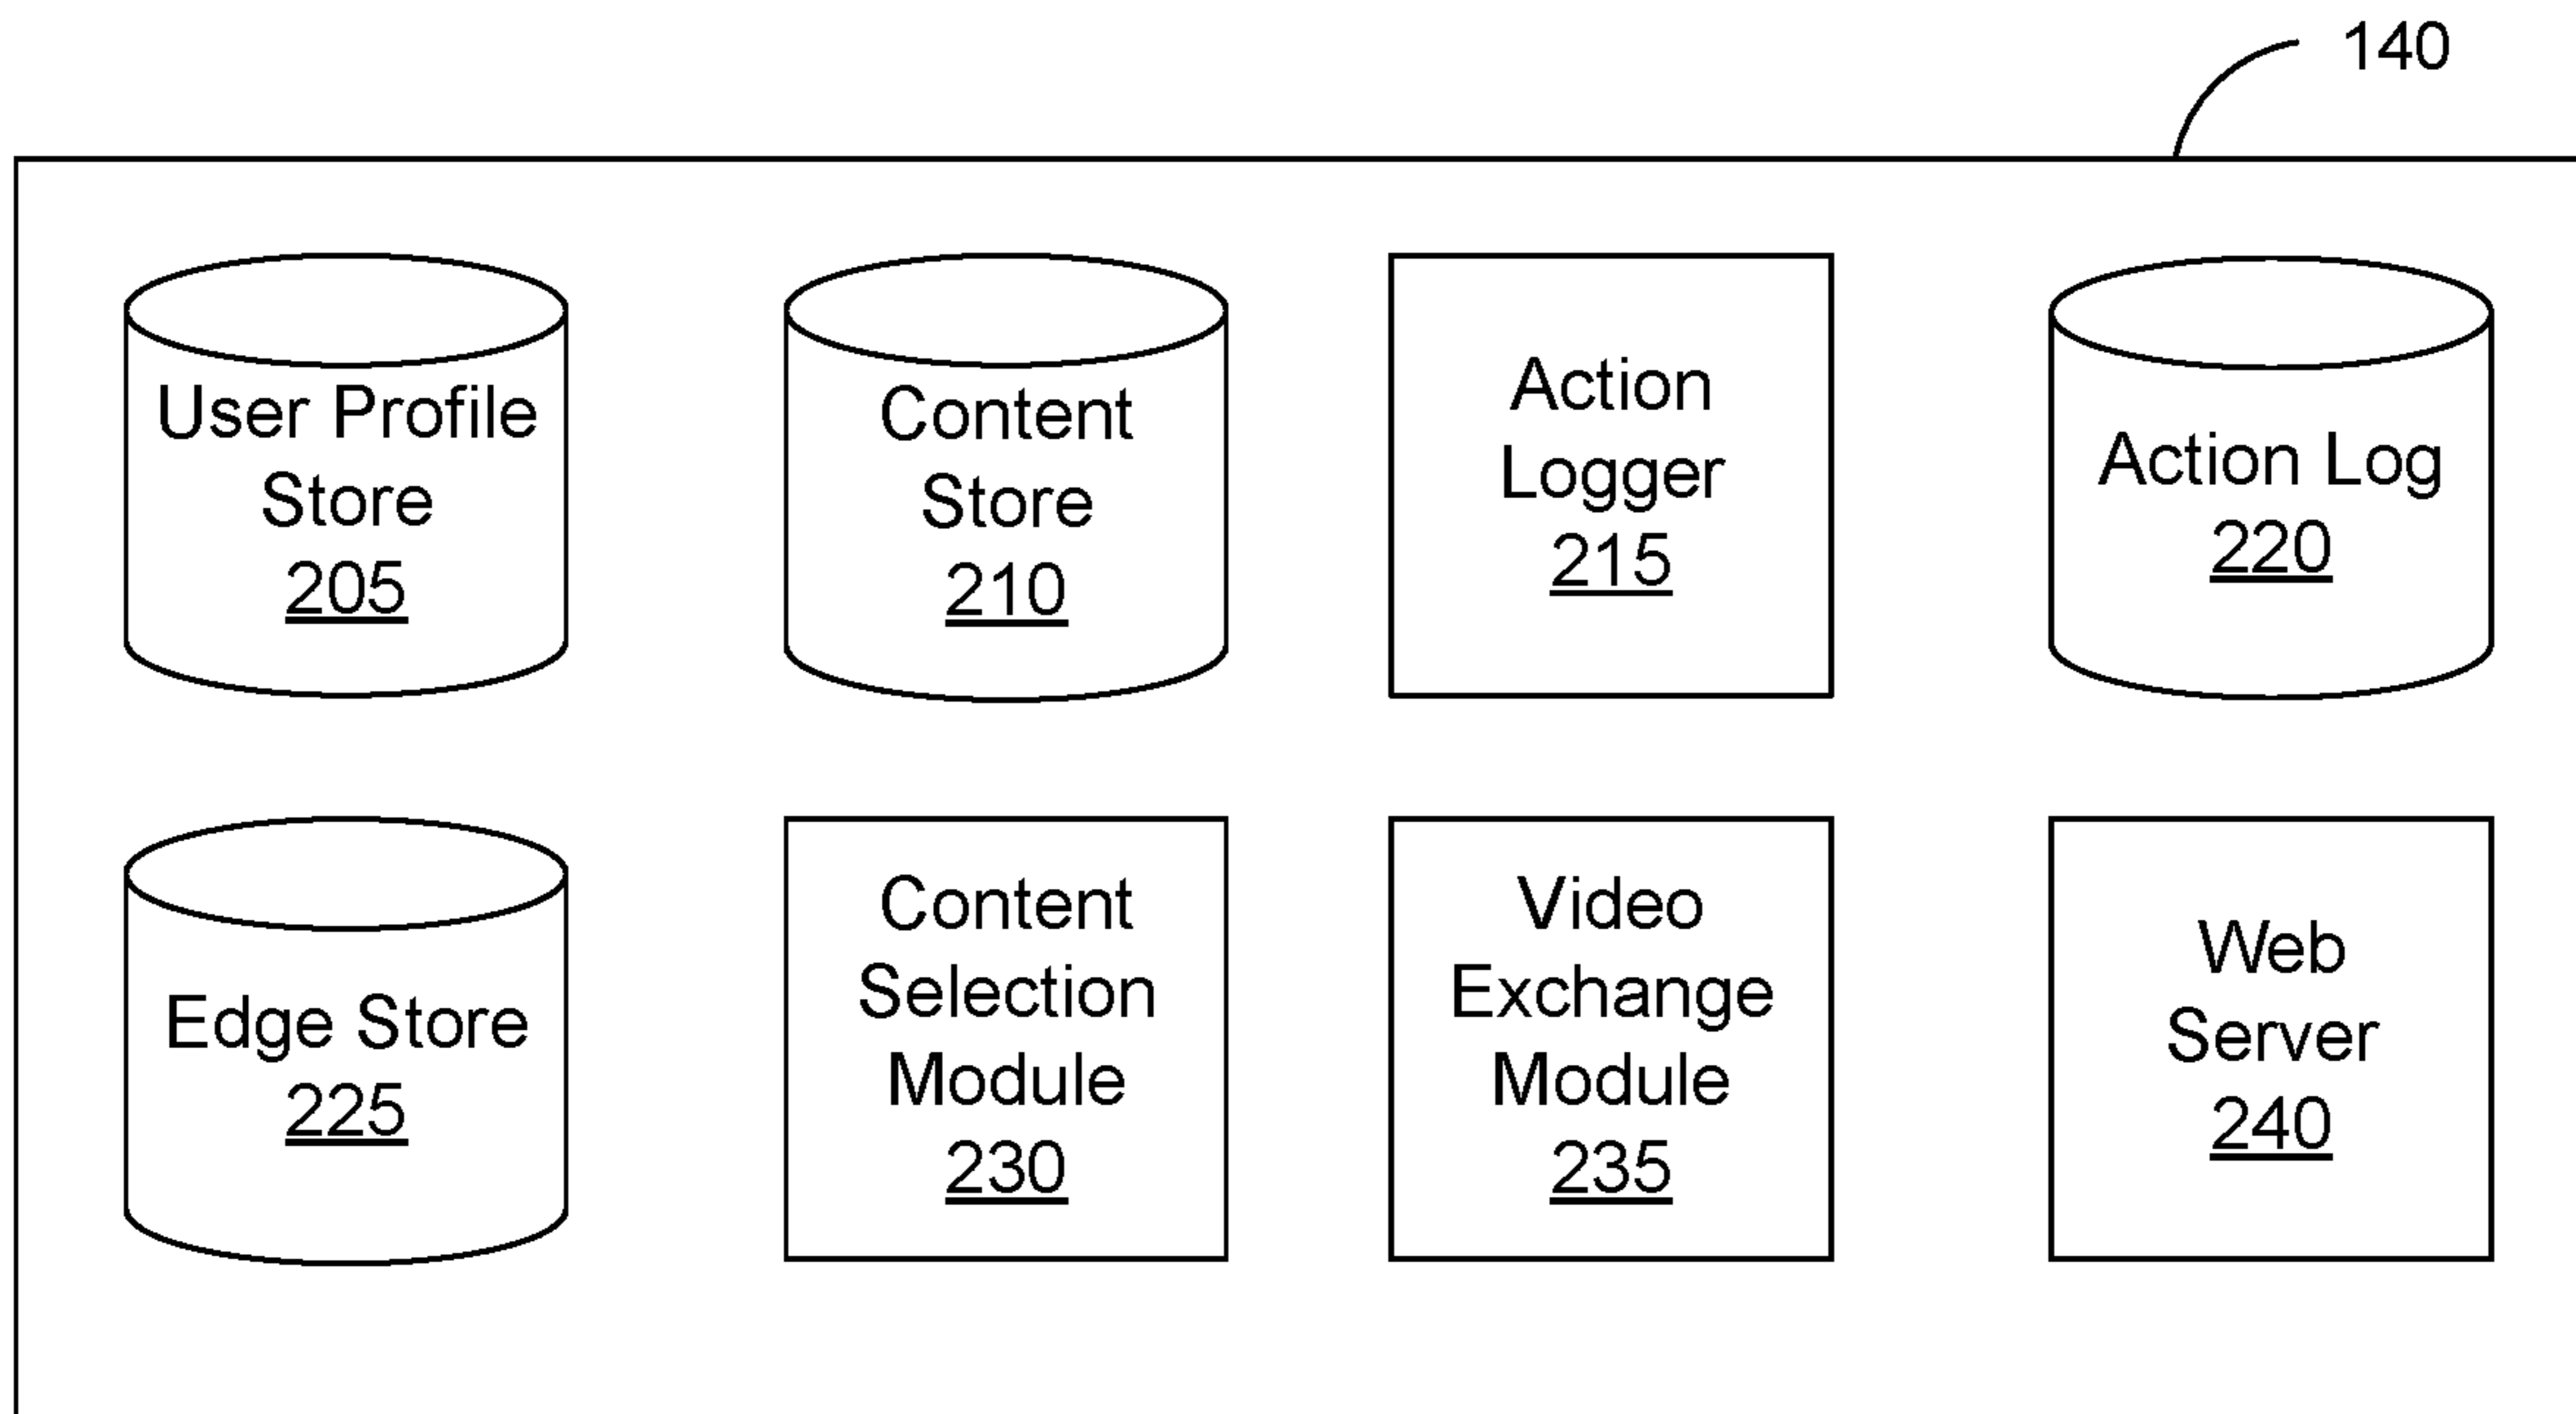 140
User Profile
Store
205
Content
Store
210
Action
Logger
215
Action Log
220
Edge Store
225
Content
Selection
Module
230
Video
Exchange
Module
235
Web
Server
240